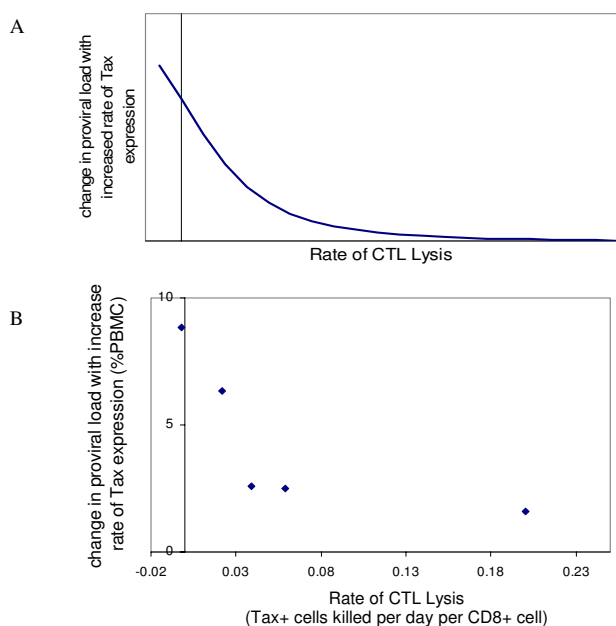 A
change in proviral load with
increased rate of Tax
expression
Rate of CTL Lysis
B
change in proviral load with increase
rate of Tax expression (%PBMC)
10
5
0
-0.02 0.03 0.08 0.13 0.18 0.23
Rate of CTL Lysis
(Tax+ cells killed per day per CD8+ cell)